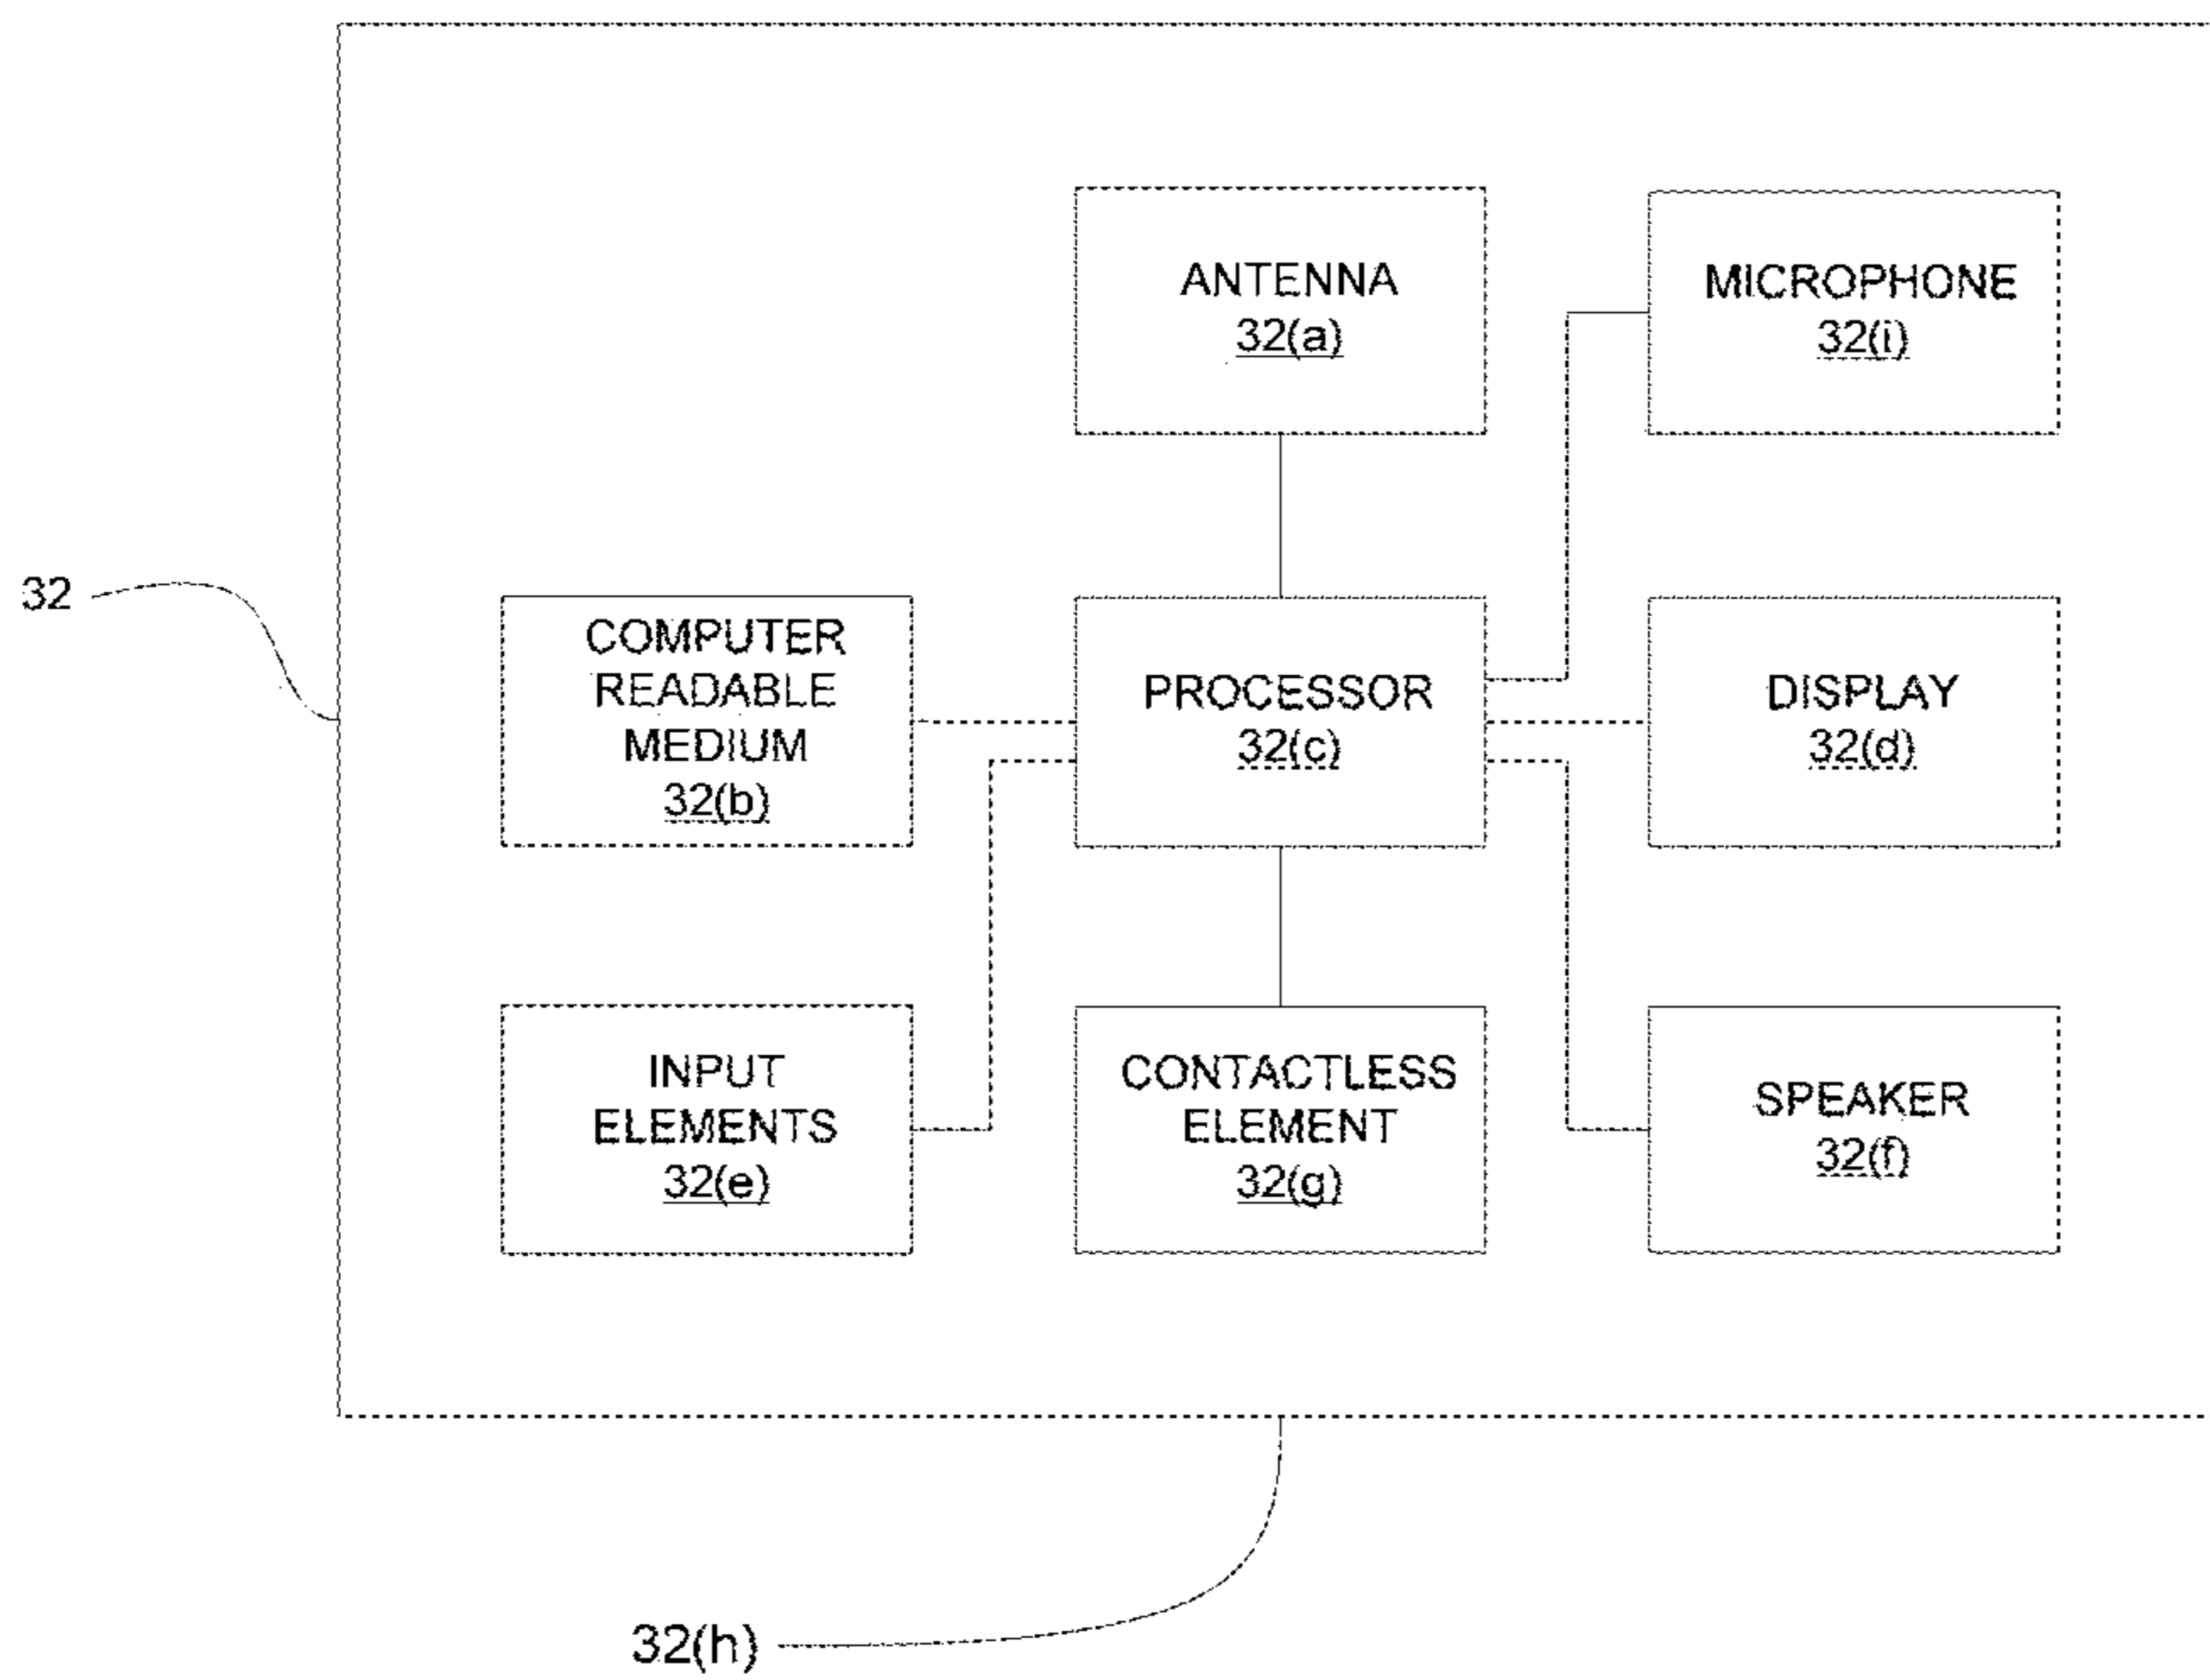 ANTENNA
32(a)
MICROPHONE
32(i)
32
COMPUTER
READABLE
MEDIUM
32(b)
PROCESSOR
32(c)
DISPLAY
32(d)
INPUT
ELEMENTS
32(e)
CONTACTLESS
ELEMENT
32(g)
SPEAKER
32(f)
32(h)